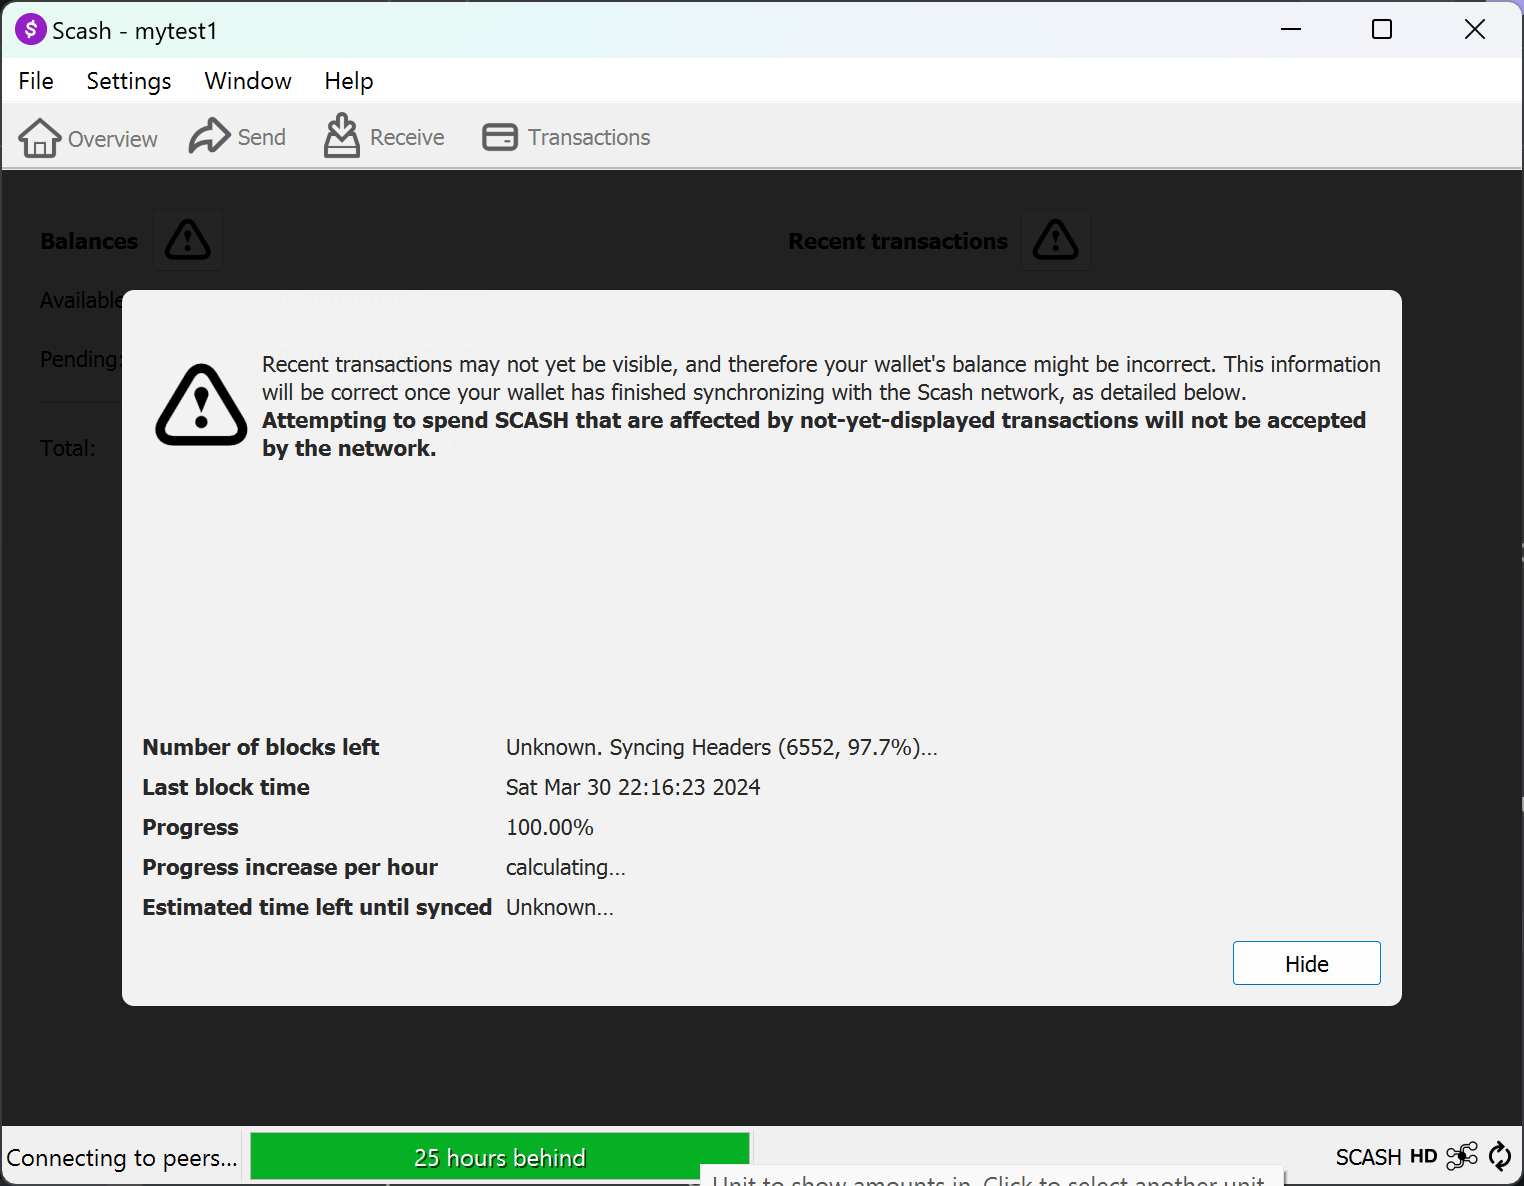 Scash - mytest1
File Settings Window Help
Overview Send Receive Transactions
Balances Recent transactions
Available
Pending:
Total:
Recent transactions may not yet be visible, and therefore your wallet's balance might be incorrect. This information
will be correct once your wallet has finished synchronizing with the Scash network, as detailed below.
Attempting to spend SCASH that are affected by not-yet-displayed transactions will not be accepted
by the network.
Number of blocks left Unknown. Syncing Headers (6552, 97.7%)...
Last block time Sat Mar 30 22:16:23 2024
Progress 100.00%
Progress increase per hour calculating...
Estimated time left until synced Unknown...
Hide
Connecting to peers... 25 hours behind SCASH HD
Unit to show amounts in. Click to select another unit.